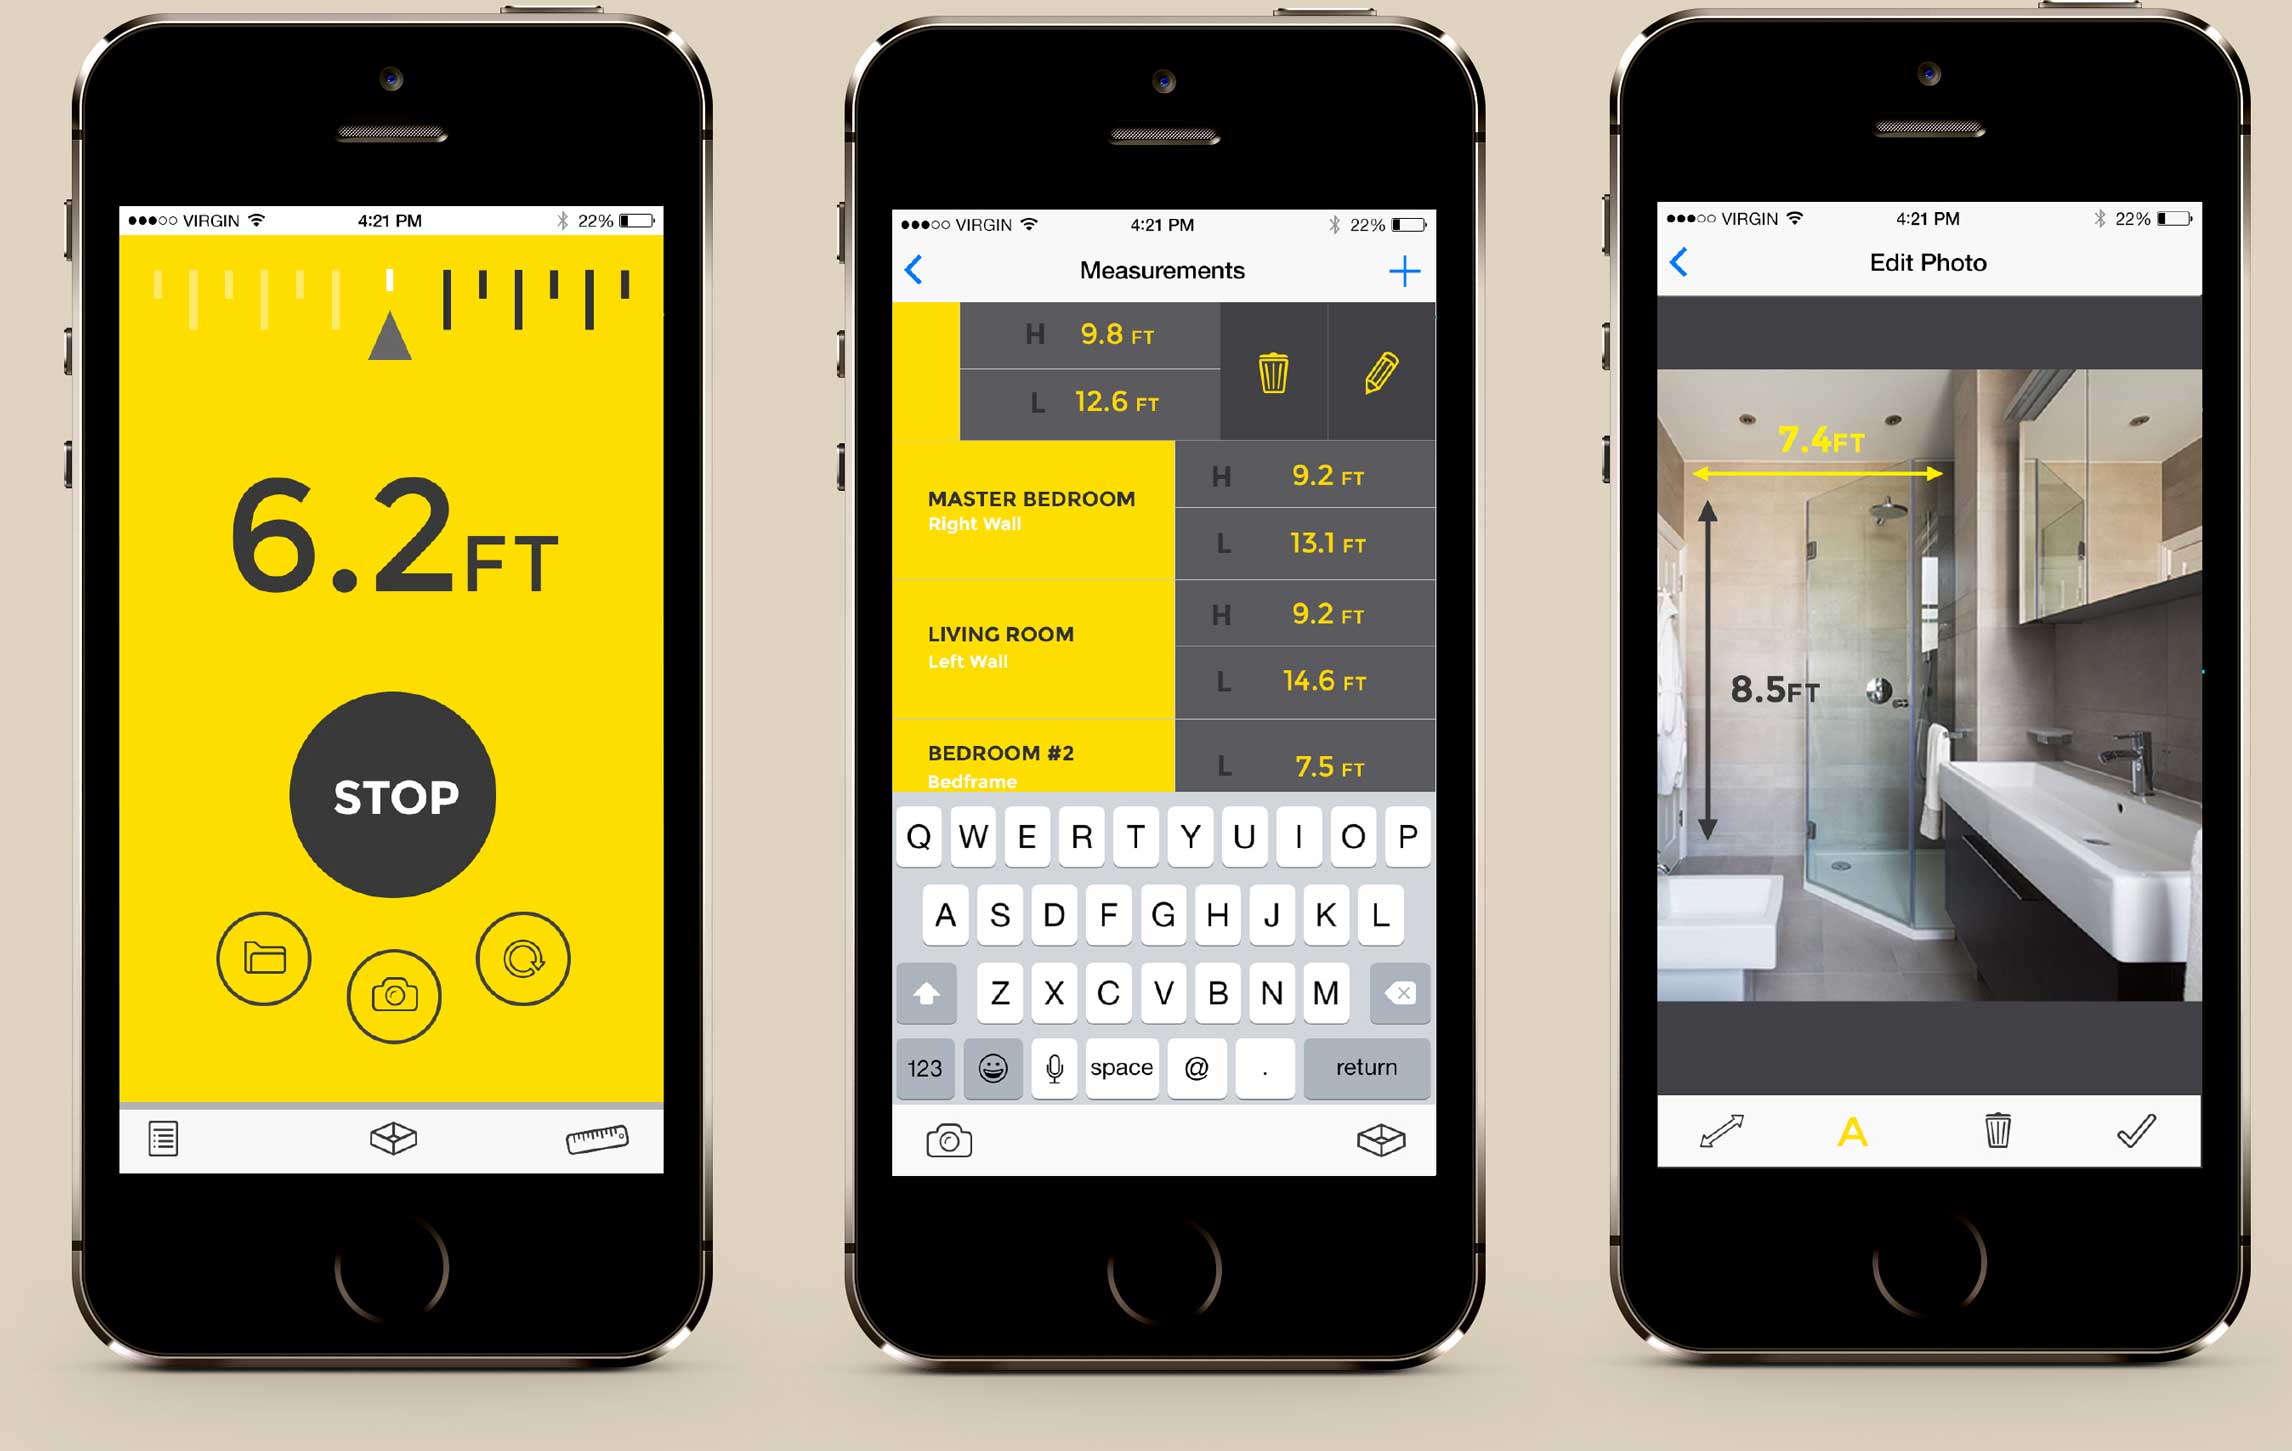 VIRGIN
4:21 PM
22%
6.2FT
STOP
VIRGIN
4:21 PM
22%
Measurements
H 9.8 FT
L 12.6 FT
MASTER BEDROOM
Right Wall
H 9.2 FT
L 13.1 FT
LIVING ROOM
Left Wall
H 9.2 FT
L 14.6 FT
BEDROOM #2
Bedframe
L 7.5 FT
Q W E R T Y U I O P
A S D F G H J K L
Z X C V B N M
123 space @ . return
VIRGIN
4:21 PM
22%
Edit Photo
7.4FT
8.5FT
A